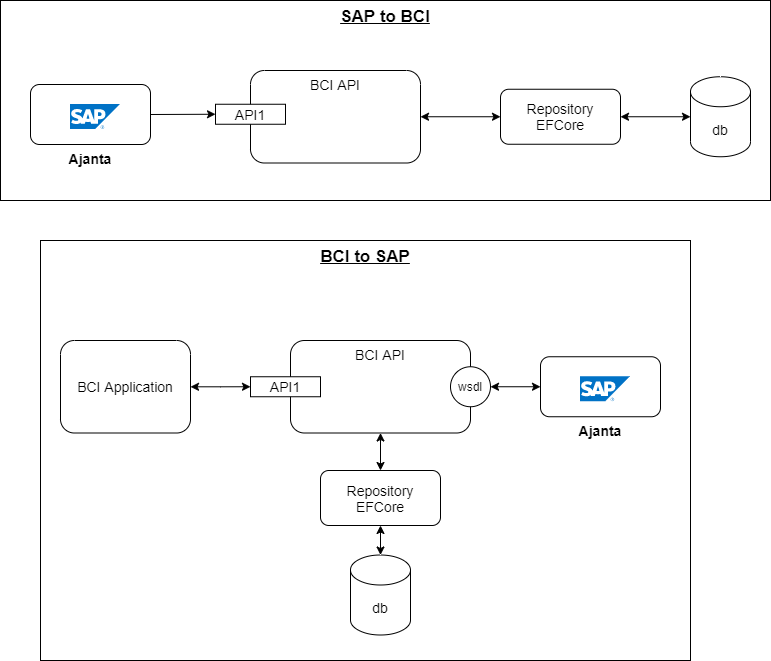 SAP to BCI
BCI API
SAP
API1
Repository
EFCore
db
Ajanta
BCI to SAP
BCI API
BCI Application
API1
wsdl
SAP
Ajanta
Repository
EFCore
db